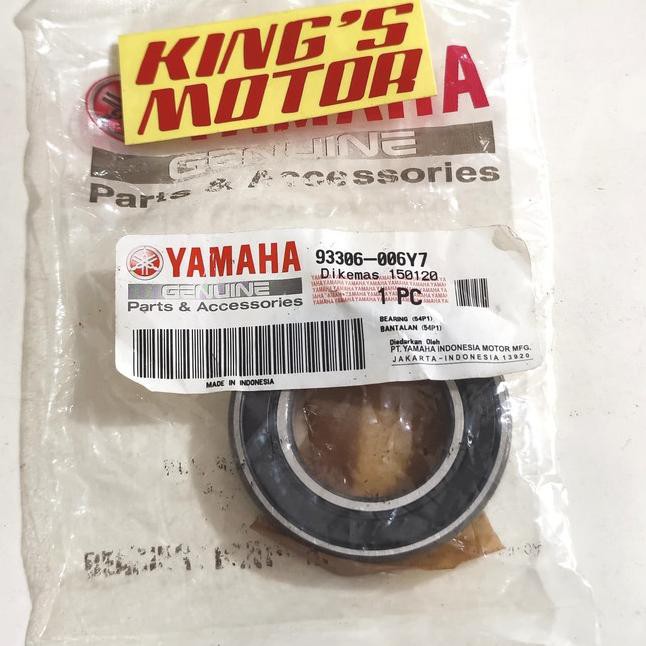 KING'S
MOTOR
YAMAHA
GENUINE
Parts & Accessories
YAMAHA
GENUINE
Parts & Accessories
MADE IN INDONESIA
93306-006Y7
Dikemas 150120
1 PC
BEARING (54P1)
BANTALAN (54P1)
Diedarkan Oleh
PT.YAMAHA INDONESIA MOTOR MFG.
JAKARTA-INDONESIA 13920